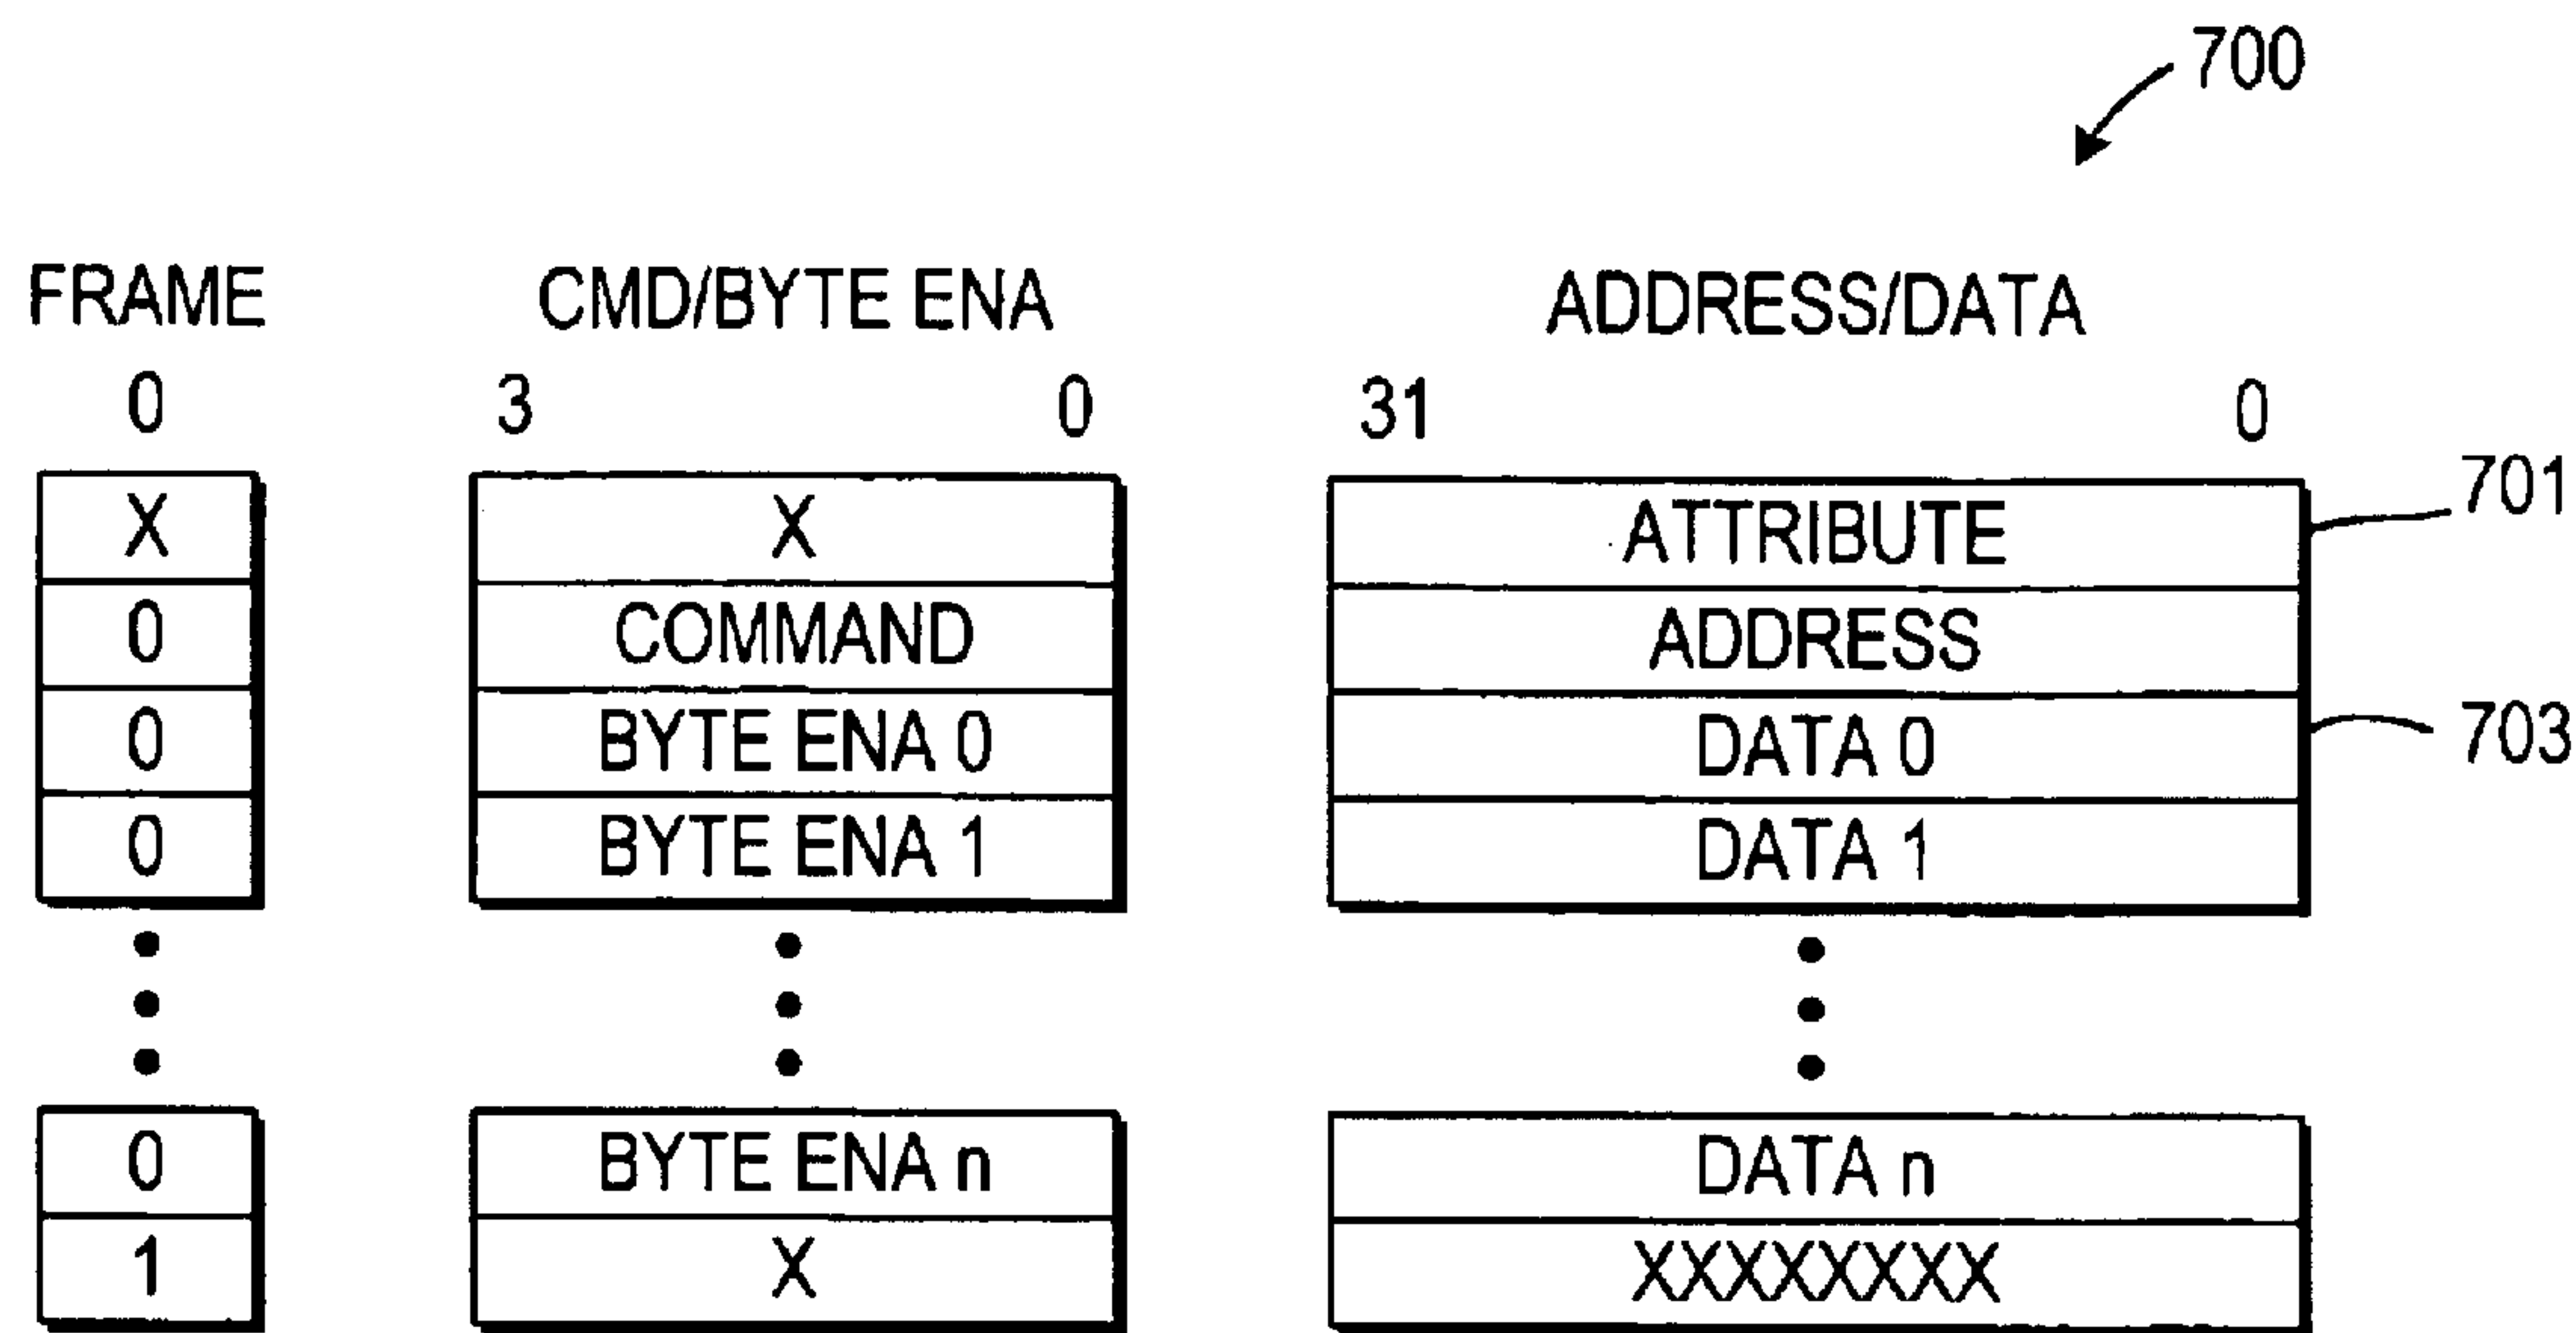 700
FRAME CMD/BYTE ENA ADDRESS/DATA
0 3 0 31 0
X X ATTRIBUTE 701
0 COMMAND ADDRESS
0 BYTE ENA 0 DATA 0 703
0 BYTE ENA 1 DATA 1
0 BYTE ENA n DATA n
1 X XXXXXXXX